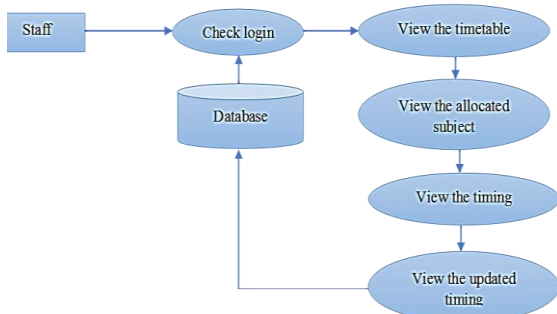 Staff
Check login
View the timetable
Database
View the allocated
subject
View the timing
View the updated
timing